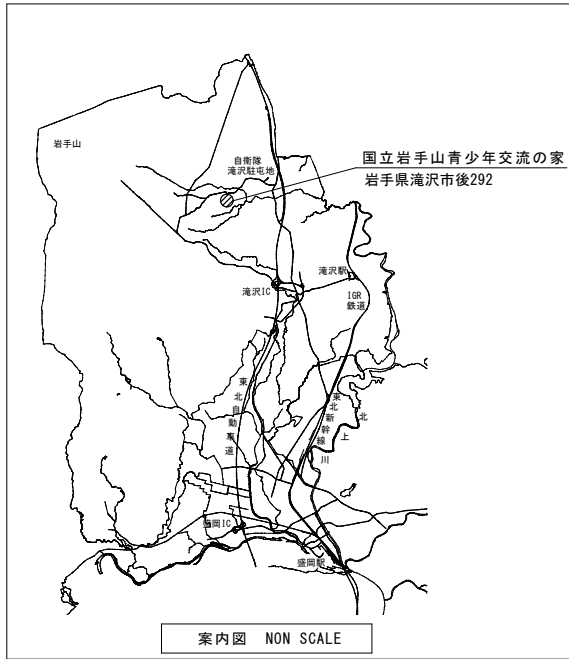 岩手山
自衛隊
滝沢駐屯地
国立岩手山青少年交流の家
岩手県滝沢市後292
滝沢駅
滝沢IC
IGR
鉄道
東北自動車道
東北新幹線
北上川
盛岡IC
盛岡駅
案内図 NON SCALE